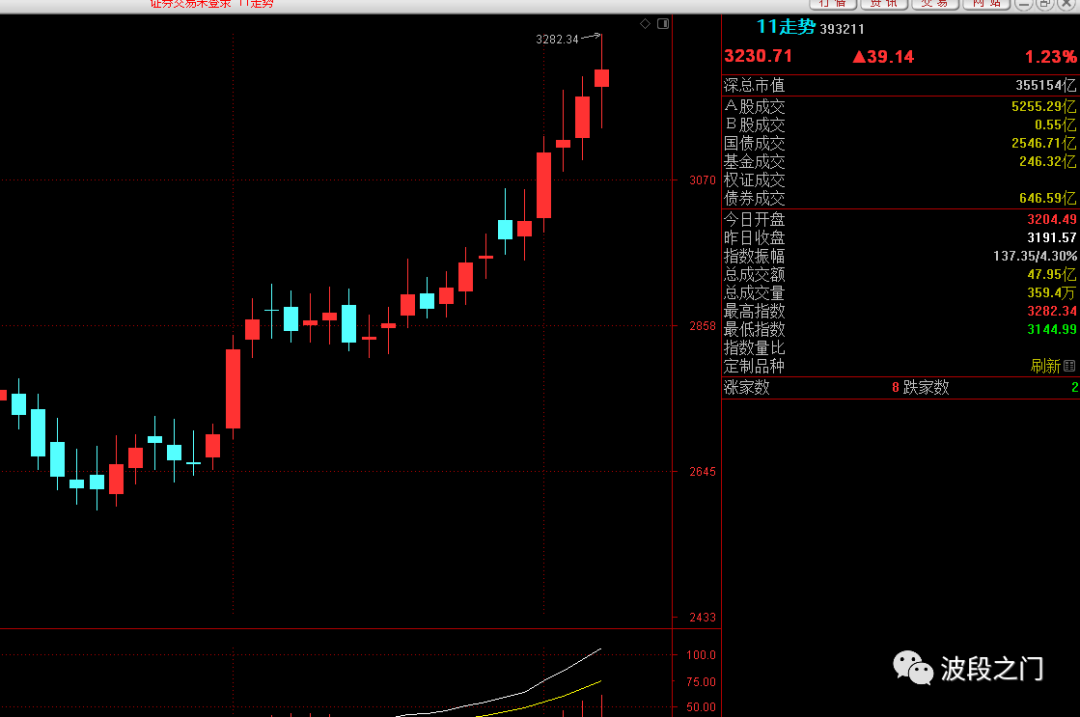 证券交易未登录 11走势
行情 资讯 交易 网站
3282.34
3070
2858
2645
2433
100.0
75.00
50.00
11走势 393211
3230.71 ▲39.14 1.23%
深总市值 355154亿
A股成交 5255.29亿
B股成交 0.55亿
国债成交 2546.71亿
基金成交 246.32亿
权证成交
债券成交 646.59亿
今日开盘 3204.49
昨日收盘 3191.57
指数振幅 137.35/4.30%
总成交额 47.95亿
总成交量 359.4万
最高指数 3282.34
最低指数 3144.99
指数量比
定制品种 刷新
涨家数 8 跌家数 2
波段之门